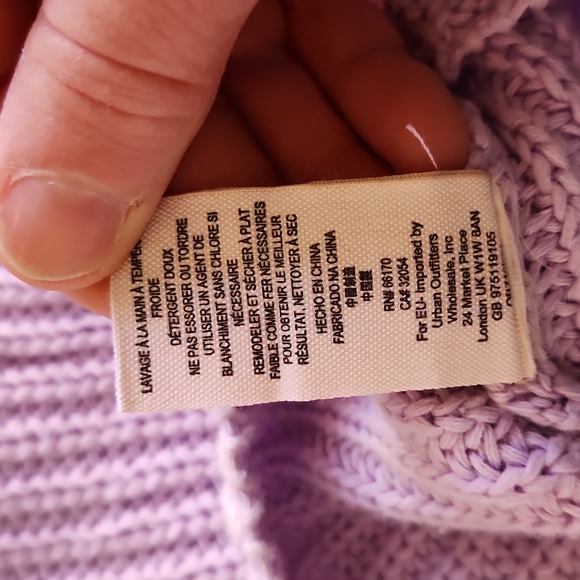 LAVAGE À LA MAIN À
FROIDE
DÉTERGENT DOUX
NE PAS ESSORER OU TORDRE
UTILISER UN AGENT DE
BLANCHIMENT SANS CHLORE SI
NÉCESSAIRE
REMODELER ET SÉCHER À PLAT
FAIBLE COMME FER NÉCESSAIRES
POUR OBTENIR LE MEILLEUR
RÉSULTAT, NETTOYER À SEC
HECHO EN CHINA
FABRICADO NA CHINA
中国制造
中國製
RN# 66170
CA# 32054
For EU- Imported by
Urban Outfitters
Wholesale, Inc
24 Market Place
London UK W1W 8AN
GB 975119105